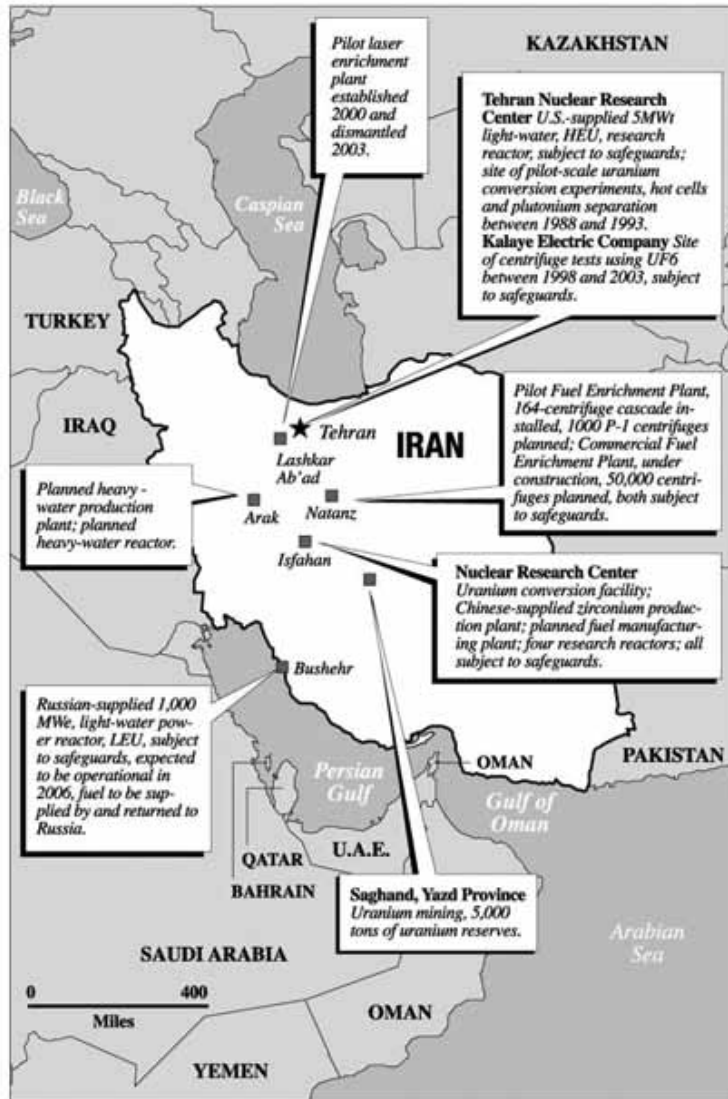 KAZAKHSTAN
Pilot laser
enrichment
plant
established
2000 and
dismantled
2003.
Tehran Nuclear Research
Center U.S.-supplied 5MWt
light-water, HEU, research
reactor, subject to safeguards;
site of pilot-scale uranium
conversion experiments, hot cells
and plutonium separation
between 1988 and 1993.
Kalaye Electric Company Site
of centrifuge tests using UF6
between 1998 and 2003, subject
to safeguards.
Black
Sea
Caspian
Sea
TURKEY
IRAQ
Tehran
IRAN
Lashkar
Ab'ad
Pilot Fuel Enrichment Plant,
164-centrifuge cascade in-
stalled, 1000 P-1 centrifuges
planned; Commercial Fuel
Enrichment Plant, under
construction, 50,000 centri-
fuges planned, both subject to
safeguards.
Planned heavy-
water production
plant; planned
heavy-water reactor.
Arak
Natanz
Isfahan
Nuclear Research Center
Uranium conversion facility;
Chinese-supplied zirconium produc-
tion plant; planned fuel manufactur-
ing plant; four research reactors; all
subject to safeguards.
Bushehr
Russian-supplied 1,000
MWe, light-water pow-
er reactor, LEU, subject
to safeguards, expected
to be operational in
2006, fuel to be sup-
plied by and returned to
Russia.
Persian
Gulf
OMAN
PAKISTAN
Gulf of
Oman
QATAR
BAHRAIN
U.A.E.
Saghand, Yazd Province
Uranium mining, 5,000
tons of uranium reserves.
Arabian
Sea
SAUDI ARABIA
0 400
Miles
OMAN
YEMEN